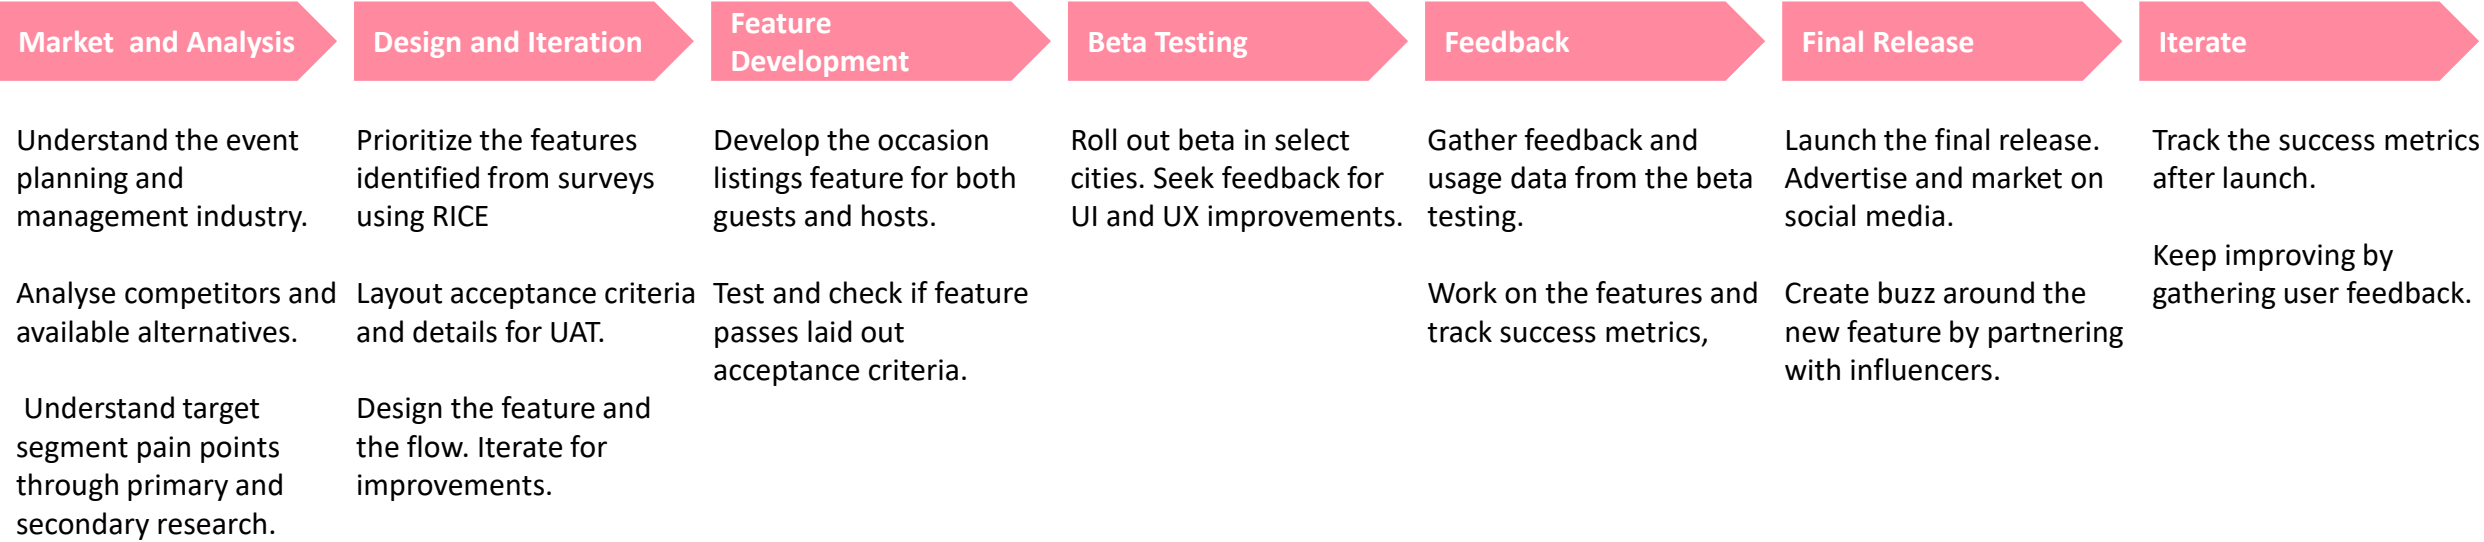 Market  and Analysis
Understand the event
planning and
management industry.
Analyse competitors and
available alternatives.
Understand target
segment pain points
through primary and
secondary research.
Design and Iteration
Prioritize the features
identified from surveys
using RICE
Layout acceptance criteria
and details for UAT.
Design the feature and
the flow. Iterate for
improvements.
Feature
Development
Develop the occasion
listings feature for both
guests and hosts.
Test and check if feature
passes laid out
acceptance criteria.
Beta Testing
Roll out beta in select
cities. Seek feedback for
UI and UX improvements.
Feedback
Gather feedback and
usage data from the beta
testing.
Work on the features and
track success metrics,
Final Release
Launch the final release.
Advertise and market on
social media.
Create buzz around the
new feature by partnering
with influencers.
Iterate
Track the success metrics
after launch.
Keep improving by
gathering user feedback.